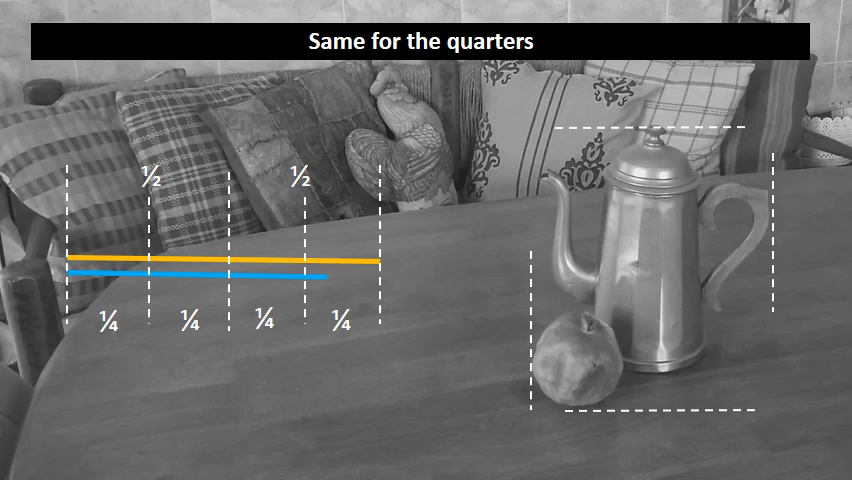 Same for the quarters
½ ½
¼ ¼ ¼ ¼